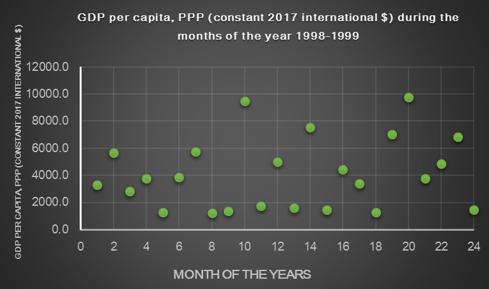 GDP per capita, PPP (constant 2017 international $) during the
months of the year 1998-1999
GDP PER CAPITA, PPP (CONSTANT 2017 INTERNATIONAL $)
12000.0
10000.0
8000.0
6000.0
4000.0
2000.0
0.0
0 2 4 6 8 10 12 14 16 18 20 22 24
MONTH OF THE YEARS